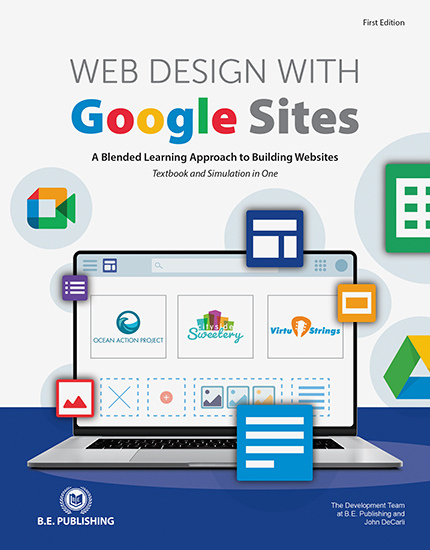 First Edition
WEB DESIGN WITH
Google Sites
A Blended Learning Approach to Building Websites
Textbook and Simulation in One
OCEAN ACTION PROJECT
cityside
Sweetery
Virtu Strings
B.E. PUBLISHING
The Development Team
at B.E. Publishing and
John DeCarli